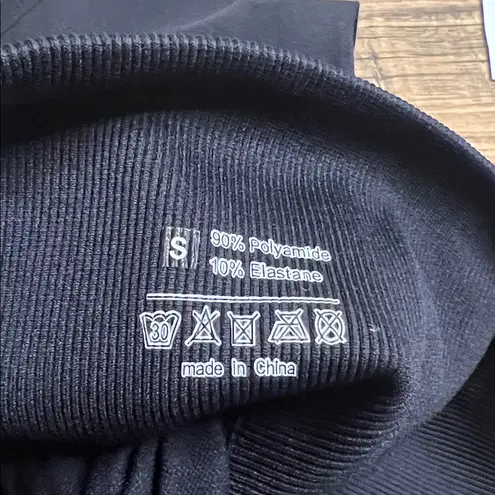 S
90% Polyamide
10% Elastane
30
made in China